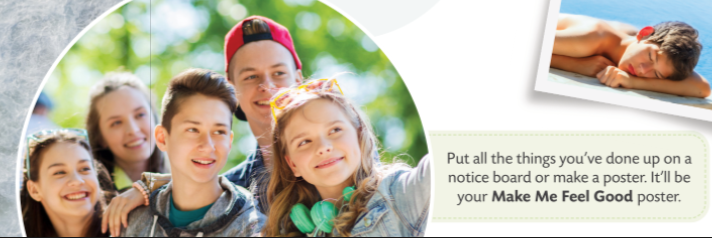 Put all the things you've done up on a
notice board or make a poster. It'll be
your Make Me Feel Good poster.